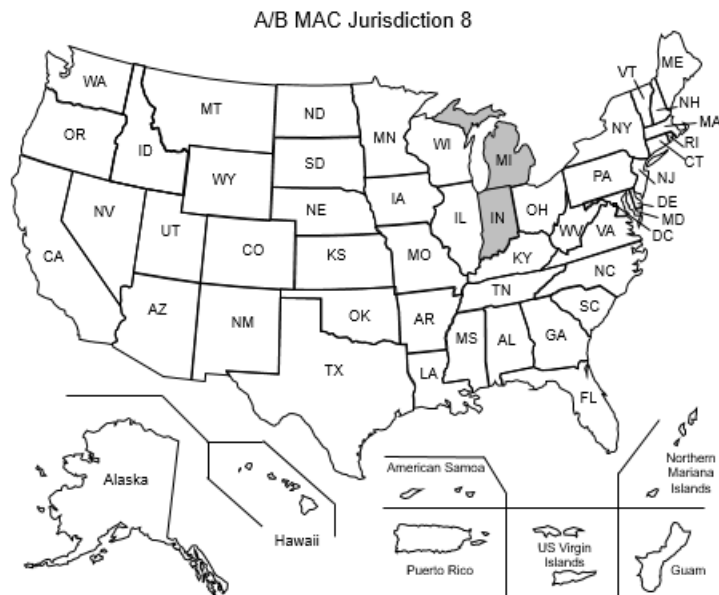 A/B MAC Jurisdiction 8
WA
MT
ND
MN
VT
ME
NH
MA
RI
CT
NY
OR
ID
SD
WI
MI
WY
IA
PA
NJ
NE
IL
IN
OH
DE
MD
DC
NV
UT
CO
KS
MO
WV
VA
KY
CA
AZ
NM
OK
AR
TN
NC
SC
MS
AL
GA
TX
LA
FL
Alaska
Hawaii
American Samoa
Northern
Mariana
Islands
Puerto Rico
US Virgin
Islands
Guam